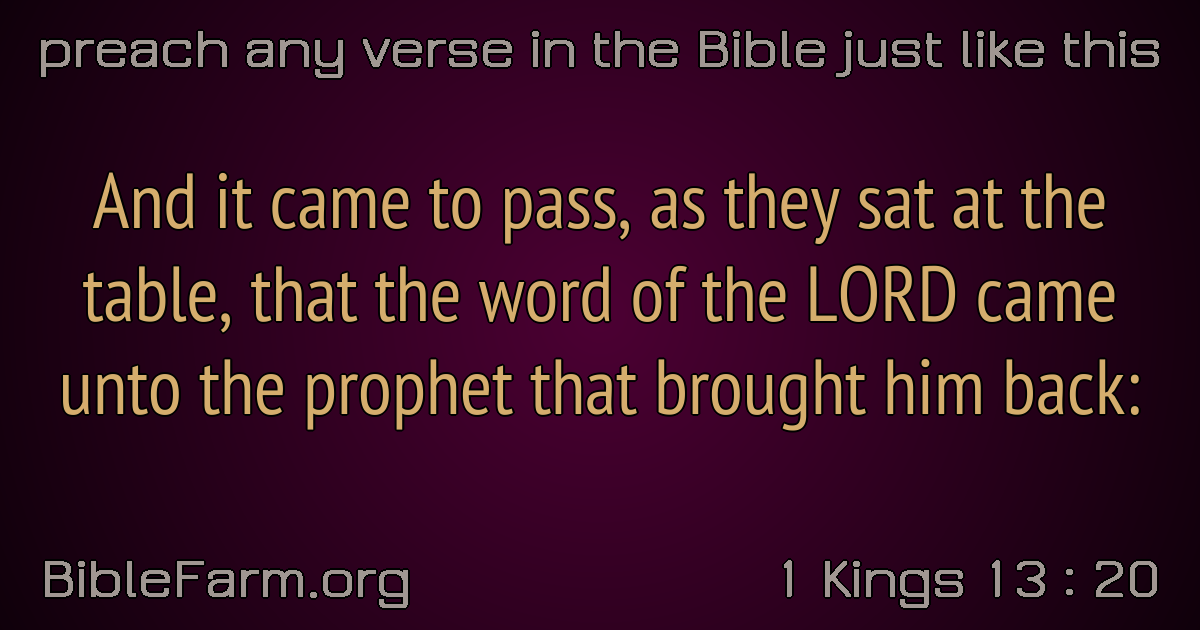 preach any verse in the Bible just like this
And it came to pass, as they sat at the
table, that the word of the LORD came
unto the prophet that brought him back:
BibleFarm.org
1 Kings 13 : 20